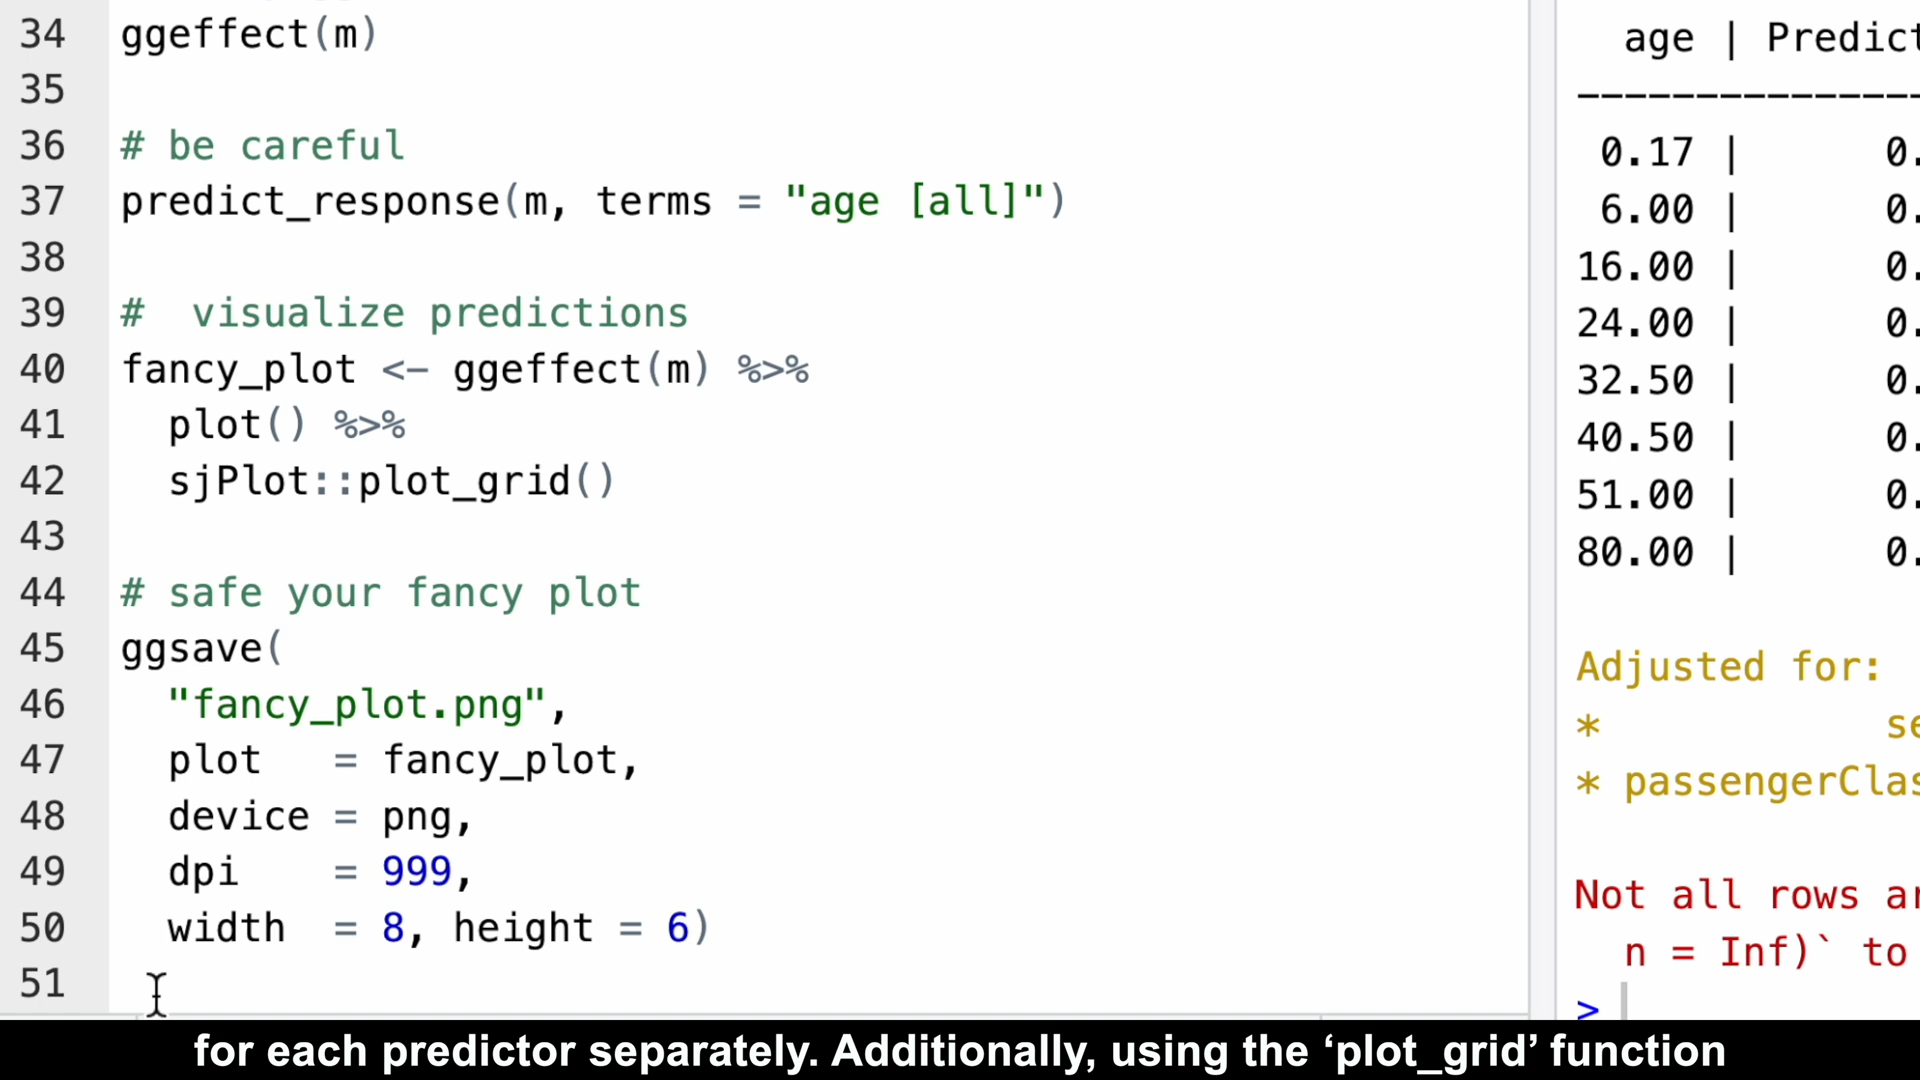 34 ggeffect(m)
35
36 # be careful
37 predict_response(m, terms = "age [all]")
38
39 #  visualize predictions
40 fancy_plot <- ggeffect(m) %>%
41   plot() %>%
42   sjPlot::plot_grid()
43
44 # safe your fancy plot
45 ggsave(
46   "fancy_plot.png",
47   plot   = fancy_plot,
48   device = png,
49   dpi    = 999,
50   width  = 8, height = 6)
51
age | Predict
---------------
0.17 | 0.
6.00 | 0.
16.00 | 0.
24.00 | 0.
32.50 | 0.
40.50 | 0.
51.00 | 0.
80.00 | 0.
Adjusted for:
* se
* passengerClas
Not all rows ar
n = Inf)` to
>
for each predictor separately. Additionally, using the ‘plot_grid’ function